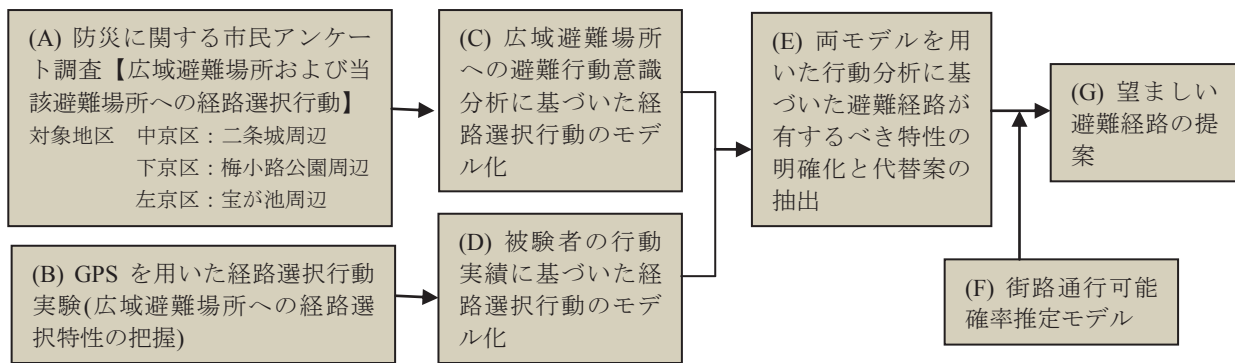 (A) 防災に関する市民アンケー
ト調査【広域避難場所および当
該避難場所への経路選択行動】
対象地区 中京区：二条城周辺
下京区：梅小路公園周辺
左京区：宝が池周辺
(B) GPS を用いた経路選択行動
実験(広域避難場所への経路選
択特性の把握)
(C) 広域避難場所
への避難行動意識
分析に基づいた経
路選択行動のモデ
ル化
(D) 被験者の行動
実績に基づいた経
路選択行動のモデ
ル化
(E) 両モデルを用
いた行動分析に基
づいた避難経路が
有するべき特性の
明確化と代替案の
抽出
(F) 街路通行可能
確率推定モデル
(G) 望ましい
避難経路の提
案